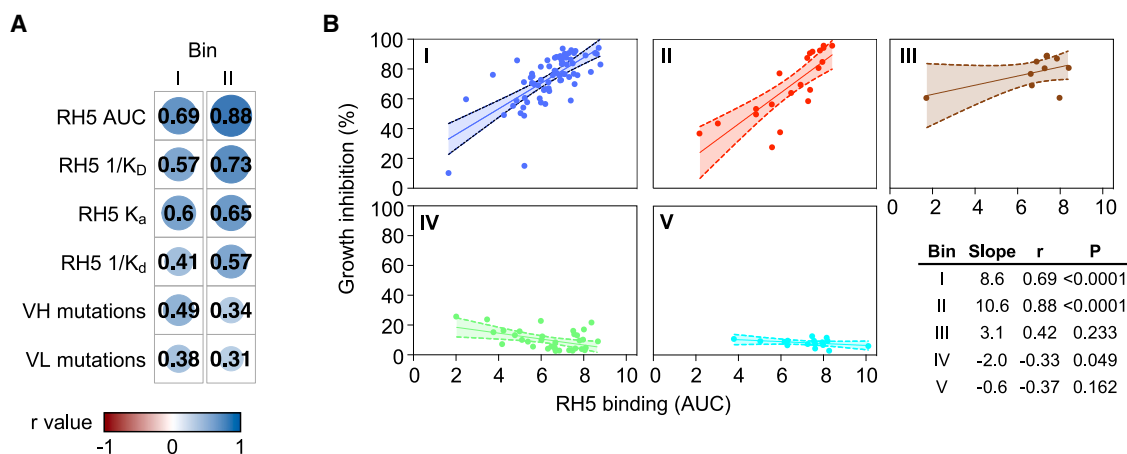 A
Bin
I II
RH5 AUC 0.69 0.88
RH5 1/K_D 0.57 0.73
RH5 K_a 0.6 0.65
RH5 1/K_d 0.41 0.57
VH mutations 0.49 0.34
VL mutations 0.38 0.31
r value
-1 0 1
B
Growth inhibition (%)
I
100
80
60
40
20
0
II
III
0 2 4 6 8 10
IV
100
80
60
40
20
0
0 2 4 6 8 10
V
0 2 4 6 8 10
RH5 binding (AUC)
Bin Slope r P
I 8.6 0.69 <0.0001
II 10.6 0.88 <0.0001
III 3.1 0.42 0.233
IV -2.0 -0.33 0.049
V -0.6 -0.37 0.162